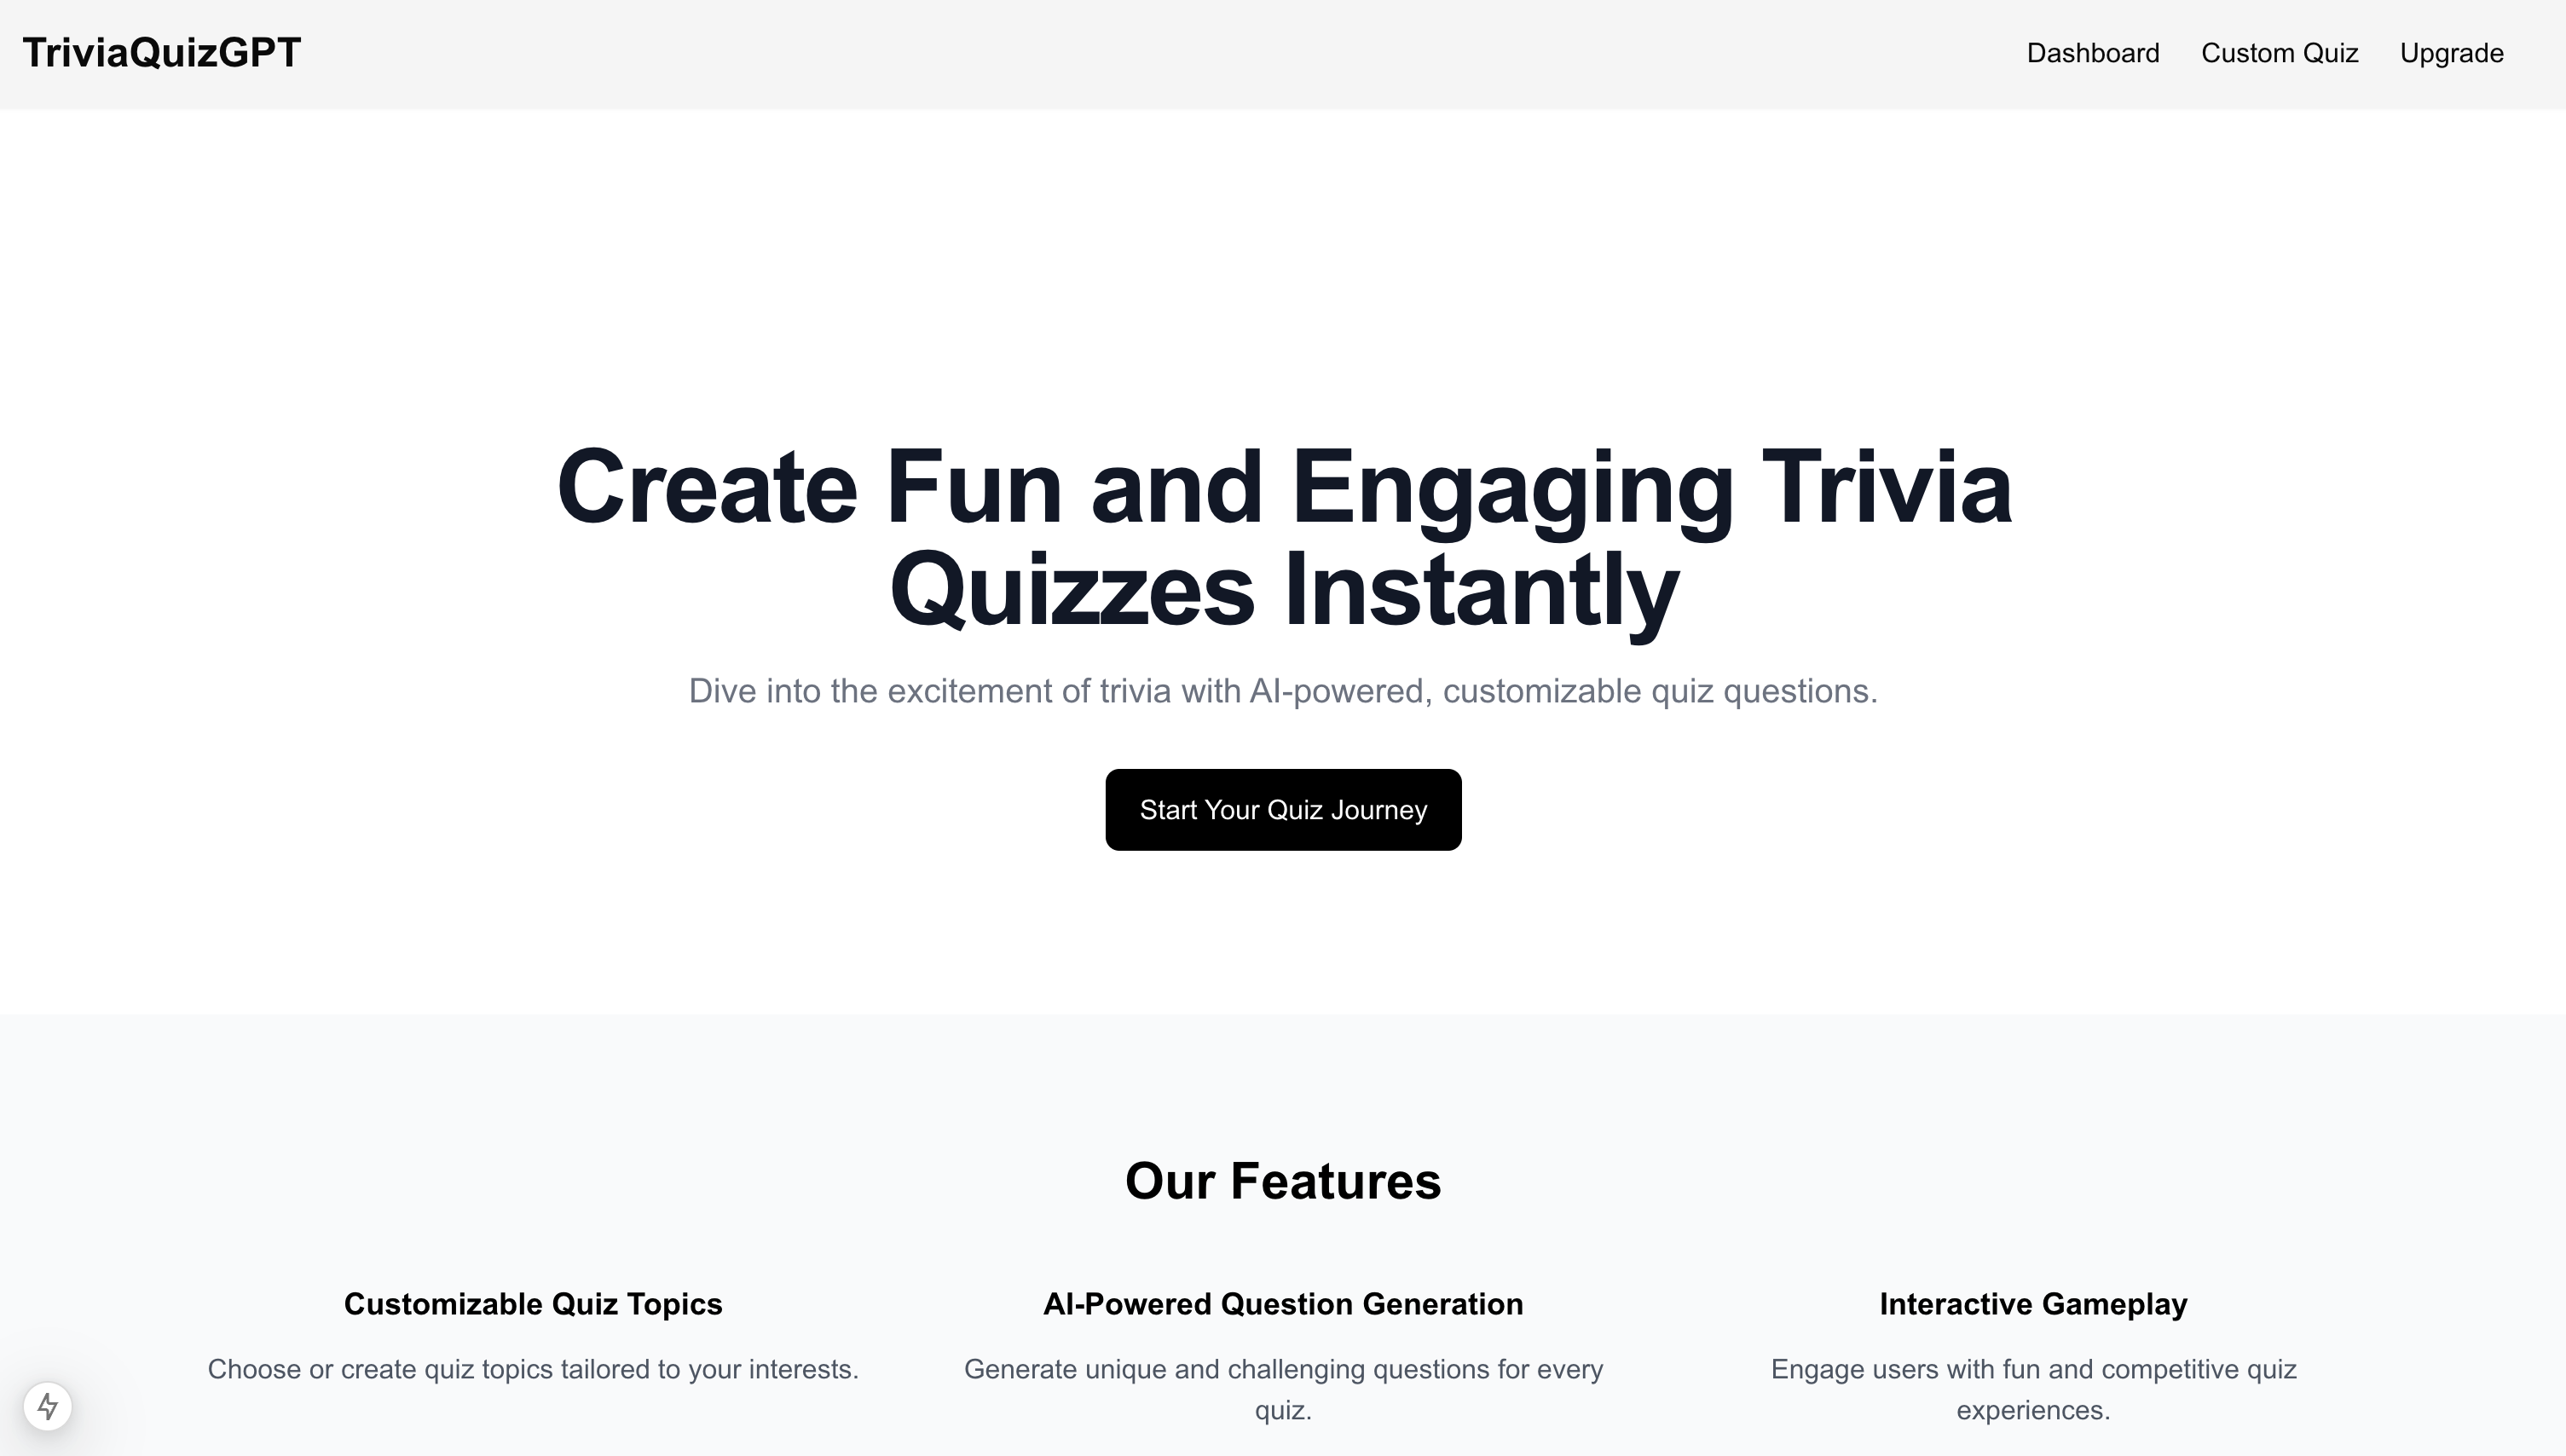 TriviaQuizGPT
Dashboard Custom Quiz Upgrade
Create Fun and Engaging Trivia
Quizzes Instantly
Dive into the excitement of trivia with AI-powered, customizable quiz questions.
Start Your Quiz Journey
Our Features
Customizable Quiz Topics
Choose or create quiz topics tailored to your interests.
AI-Powered Question Generation
Generate unique and challenging questions for every
quiz.
Interactive Gameplay
Engage users with fun and competitive quiz
experiences.